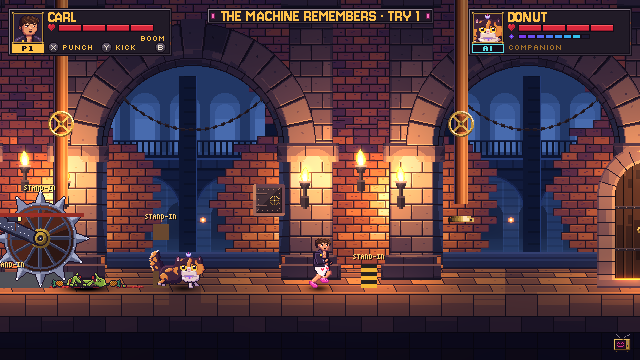 CARL
P1
X PUNCH Y KICK
BOOM
B
THE MACHINE REMEMBERS · TRY 1
DONUT
AI
COMPANION
STAND-IN
STAND-IN
STAND-IN
AND-IN